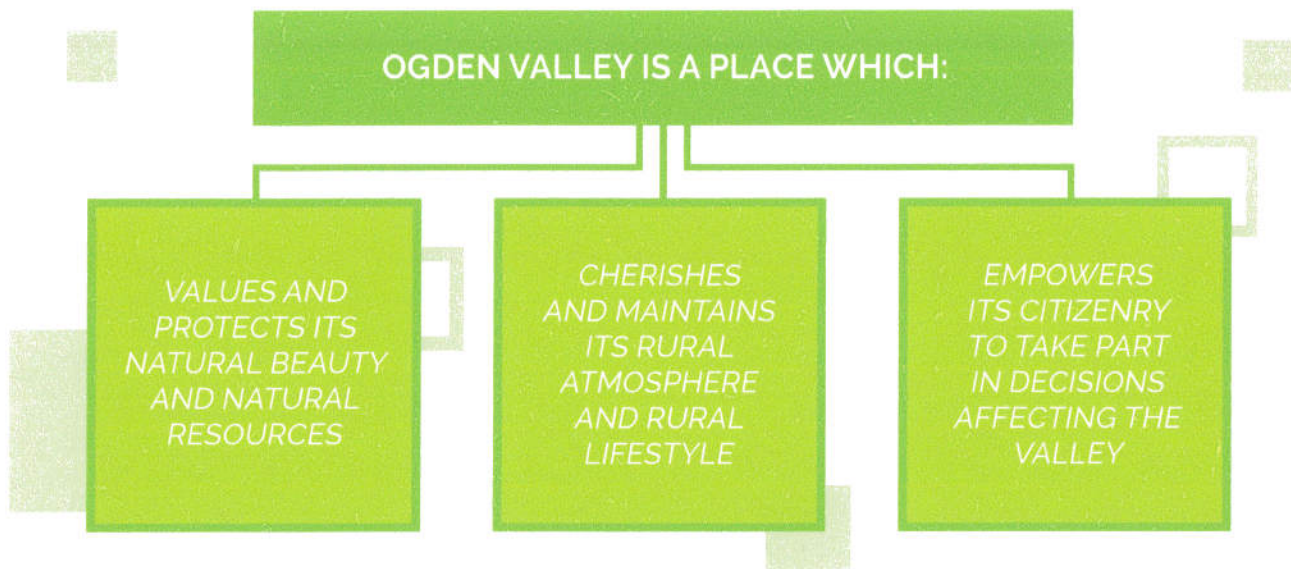 OGDEN VALLEY IS A PLACE WHICH:
VALUES AND
PROTECTS ITS
NATURAL BEAUTY
AND NATURAL
RESOURCES
CHERISHES
AND MAINTAINS
ITS RURAL
ATMOSPHERE
AND RURAL
LIFESTYLE
EMPOWERS
ITS CITIZENRY
TO TAKE PART
IN DECISIONS
AFFECTING THE
VALLEY